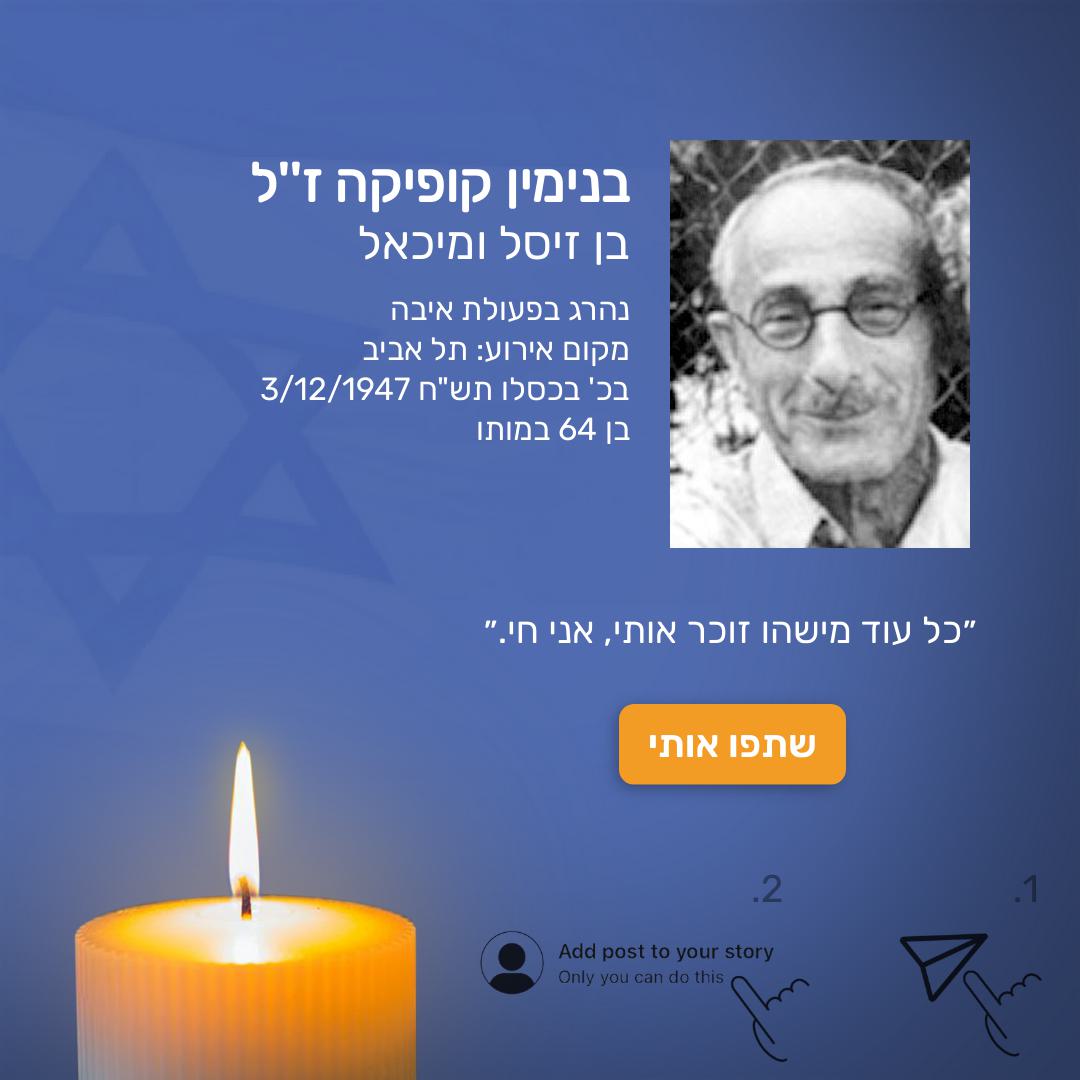 בנימין קופיקה ז"ל
בן זיסל ומיכאל
נהרג בפעולת איבה
מקום אירוע: תל אביב
בכ' בכסלו תש"ח 3/12/1947
בן 64 במותו
״כל עוד מישהו זוכר אותי, אני חי.״
שתפו אותי
1.
2.
Add post to your story
Only you can do this